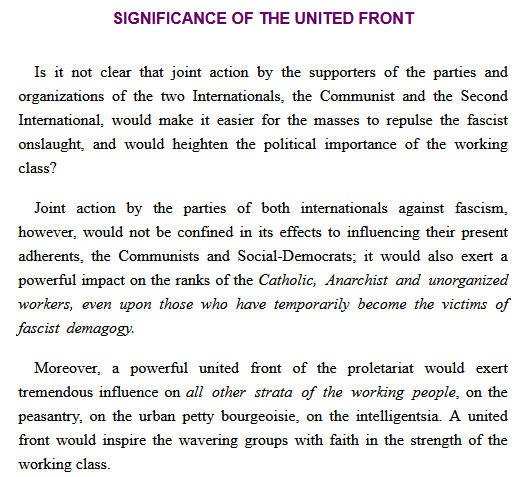 SIGNIFICANCE OF THE UNITED FRONT
Is it not clear that joint action by the supporters of the parties and
organizations of the two Internationals, the Communist and the Second
International, would make it easier for the masses to repulse the fascist
onslaught, and would heighten the political importance of the working
class?
Joint action by the parties of both internationals against fascism,
however, would not be confined in its effects to influencing their present
adherents, the Communists and Social-Democrats; it would also exert a
powerful impact on the ranks of the Catholic, Anarchist and unorganized
workers, even upon those who have temporarily become the victims of
fascist demagogy.
Moreover, a powerful united front of the proletariat would exert
tremendous influence on all other strata of the working people, on the
peasantry, on the urban petty bourgeoisie, on the intelligentsia. A united
front would inspire the wavering groups with faith in the strength of the
working class.